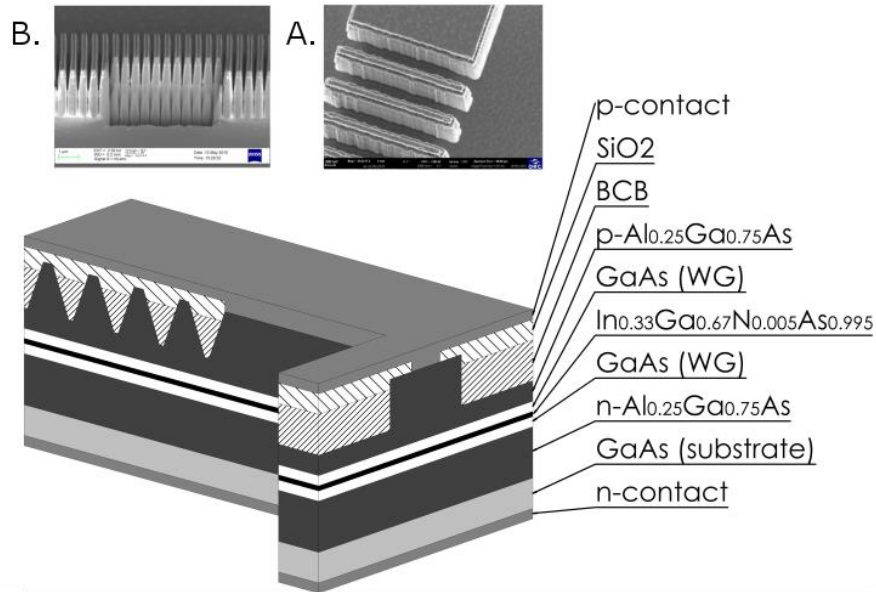 B.
A.
p-contact
SiO2
BCB
p-Al0.25Ga0.75As
GaAs (WG)
In0.33Ga0.67N0.005As0.995
GaAs (WG)
n-Al0.25Ga0.75As
GaAs (substrate)
n-contact